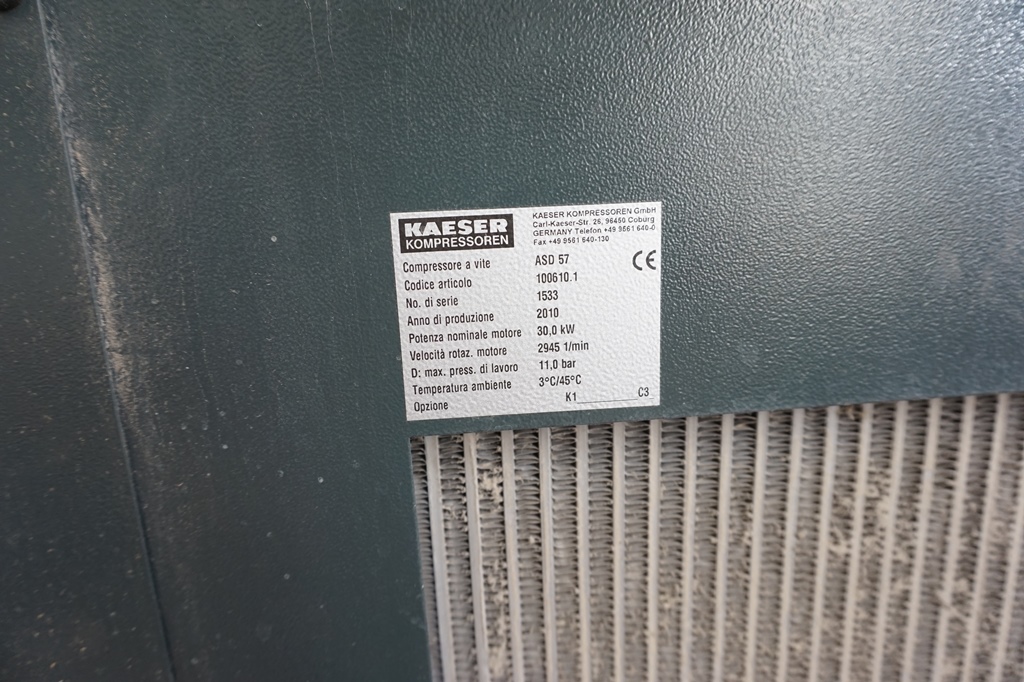 KAESER
KOMPRESSOREN
KAESER KOMPRESSOREN GmbH
Carl-Kaeser-Str. 26, 96450 Coburg
GERMANY Telefon +49 9561 640-0
Fax +49 9561 640-130
CE
Compressore a vite ASD 57
Codice articolo 100610.1
No. di serie 1533
Anno di produzione 2010
Potenza nominale motore 30,0 kW
Velocità rotaz. motore 2945 1/min
D: max. press. di lavoro 11,0 bar
Temperatura ambiente 3°C/45°C
Opzione K1__________C3